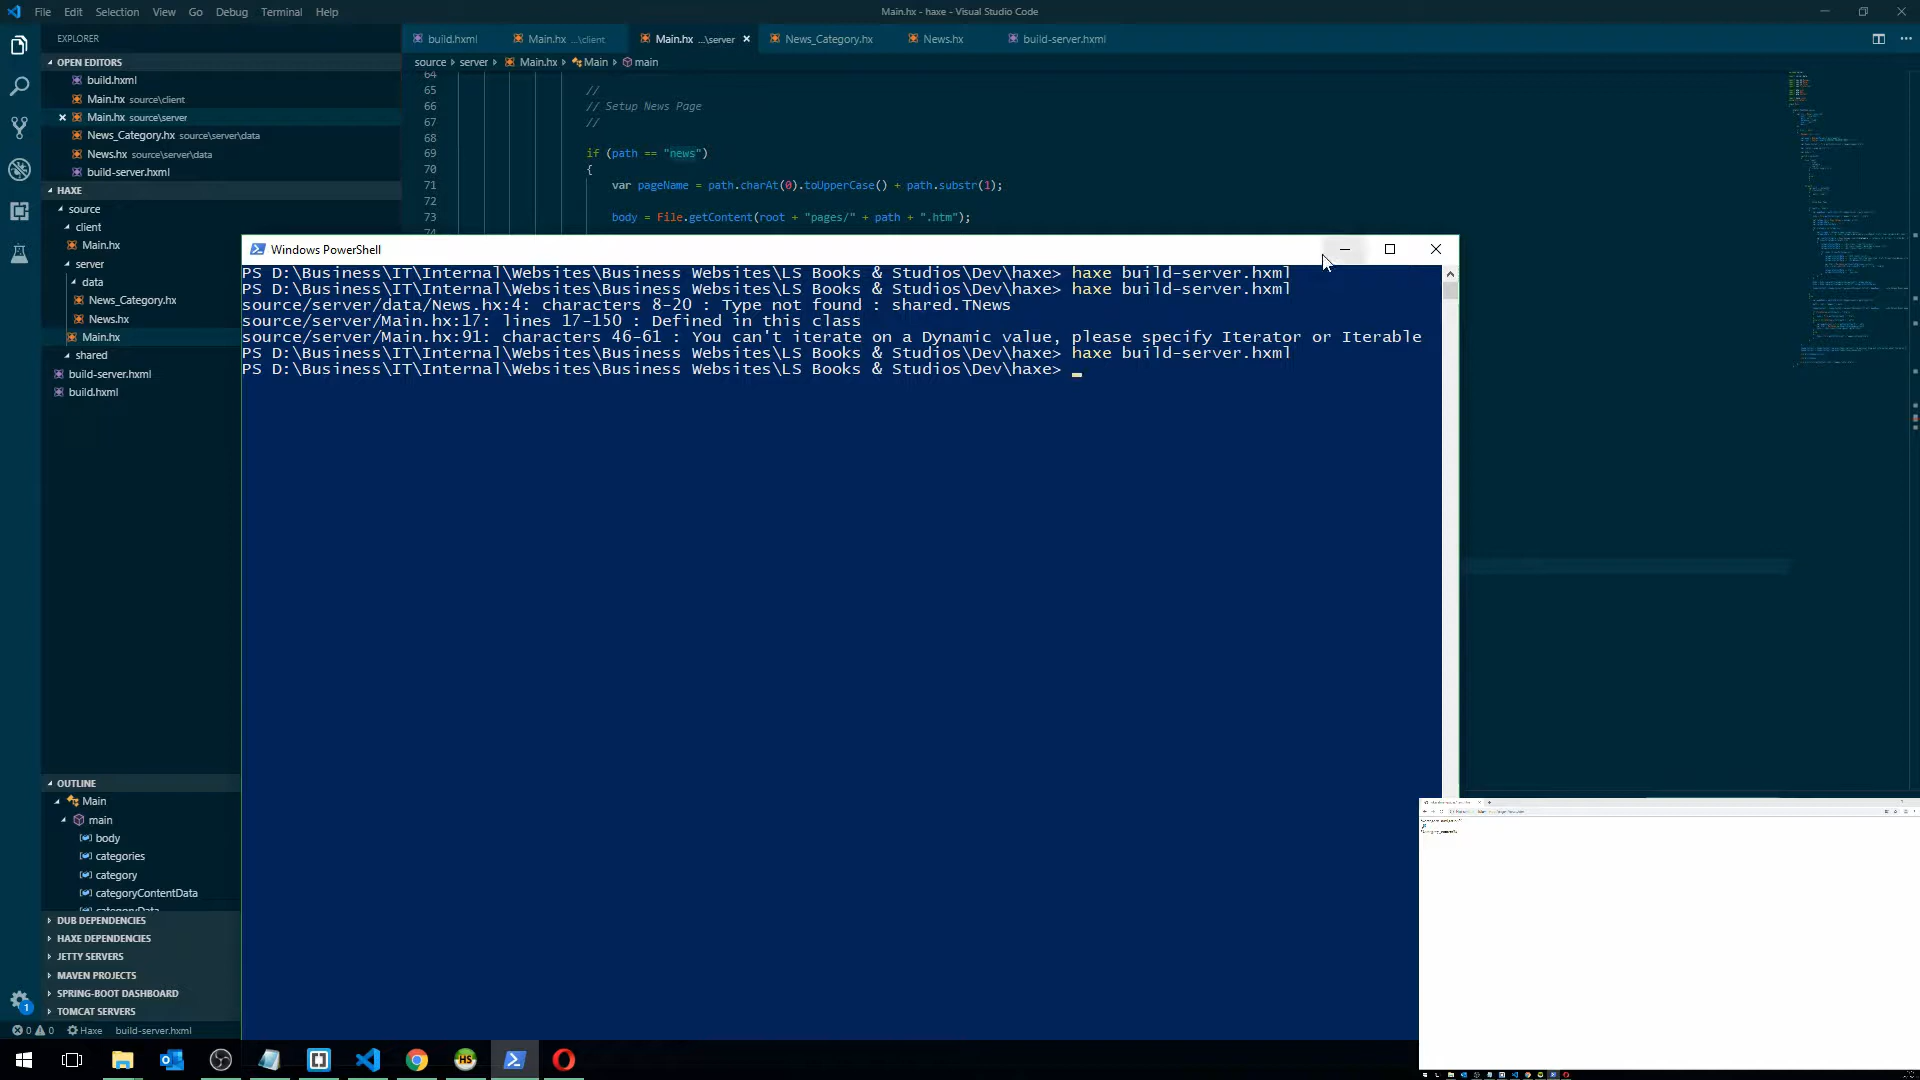 File Edit Selection View Go Debug Terminal Help
Main.hx - haxe - Visual Studio Code
EXPLORER
OPEN EDITORS
build.hxml
Main.hx source\client
Main.hx source\server
News_Category.hx source\server\data
News.hx source\server\data
build-server.hxml
HAXE
source
client
Main.hx
server
data
News_Category.hx
News.hx
Main.hx
shared
build-server.hxml
build.hxml
OUTLINE
Main
main
body
categories
category
categoryContentData
categoryData
DUB DEPENDENCIES
HAXE DEPENDENCIES
JETTY SERVERS
MAVEN PROJECTS
SPRING-BOOT DASHBOARD
TOMCAT SERVERS
1
0 0 Haxe build-server.hxml
build.hxml Main.hx ...\client Main.hx ...\server News_Category.hx News.hx build-server.hxml
source server Main.hx Main main
64
65 //
66 // Setup News Page
67 //
68
69 if (path == "news")
70 {
71 var pageName = path.charAt(0).toUpperCase() + path.substr(1);
72
73 body = File.getContent(root + "pages/" + path + ".htm");
74
Windows PowerShell
PS D:\Business\IT\Internal\Websites\Business Websites\LS Books & Studios\Dev\haxe> haxe build-server.hxml
PS D:\Business\IT\Internal\Websites\Business Websites\LS Books & Studios\Dev\haxe> haxe build-server.hxml
source/server/data/News.hx:4: characters 8-20 : Type not found : shared.TNews
source/server/Main.hx:17: lines 17-150 : Defined in this class
source/server/Main.hx:91: characters 46-61 : You can't iterate on a Dynamic value, please specify Iterator or Iterable
PS D:\Business\IT\Internal\Websites\Business Websites\LS Books & Studios\Dev\haxe> haxe build-server.hxml
PS D:\Business\IT\Internal\Websites\Business Websites\LS Books & Studios\Dev\haxe>
HS